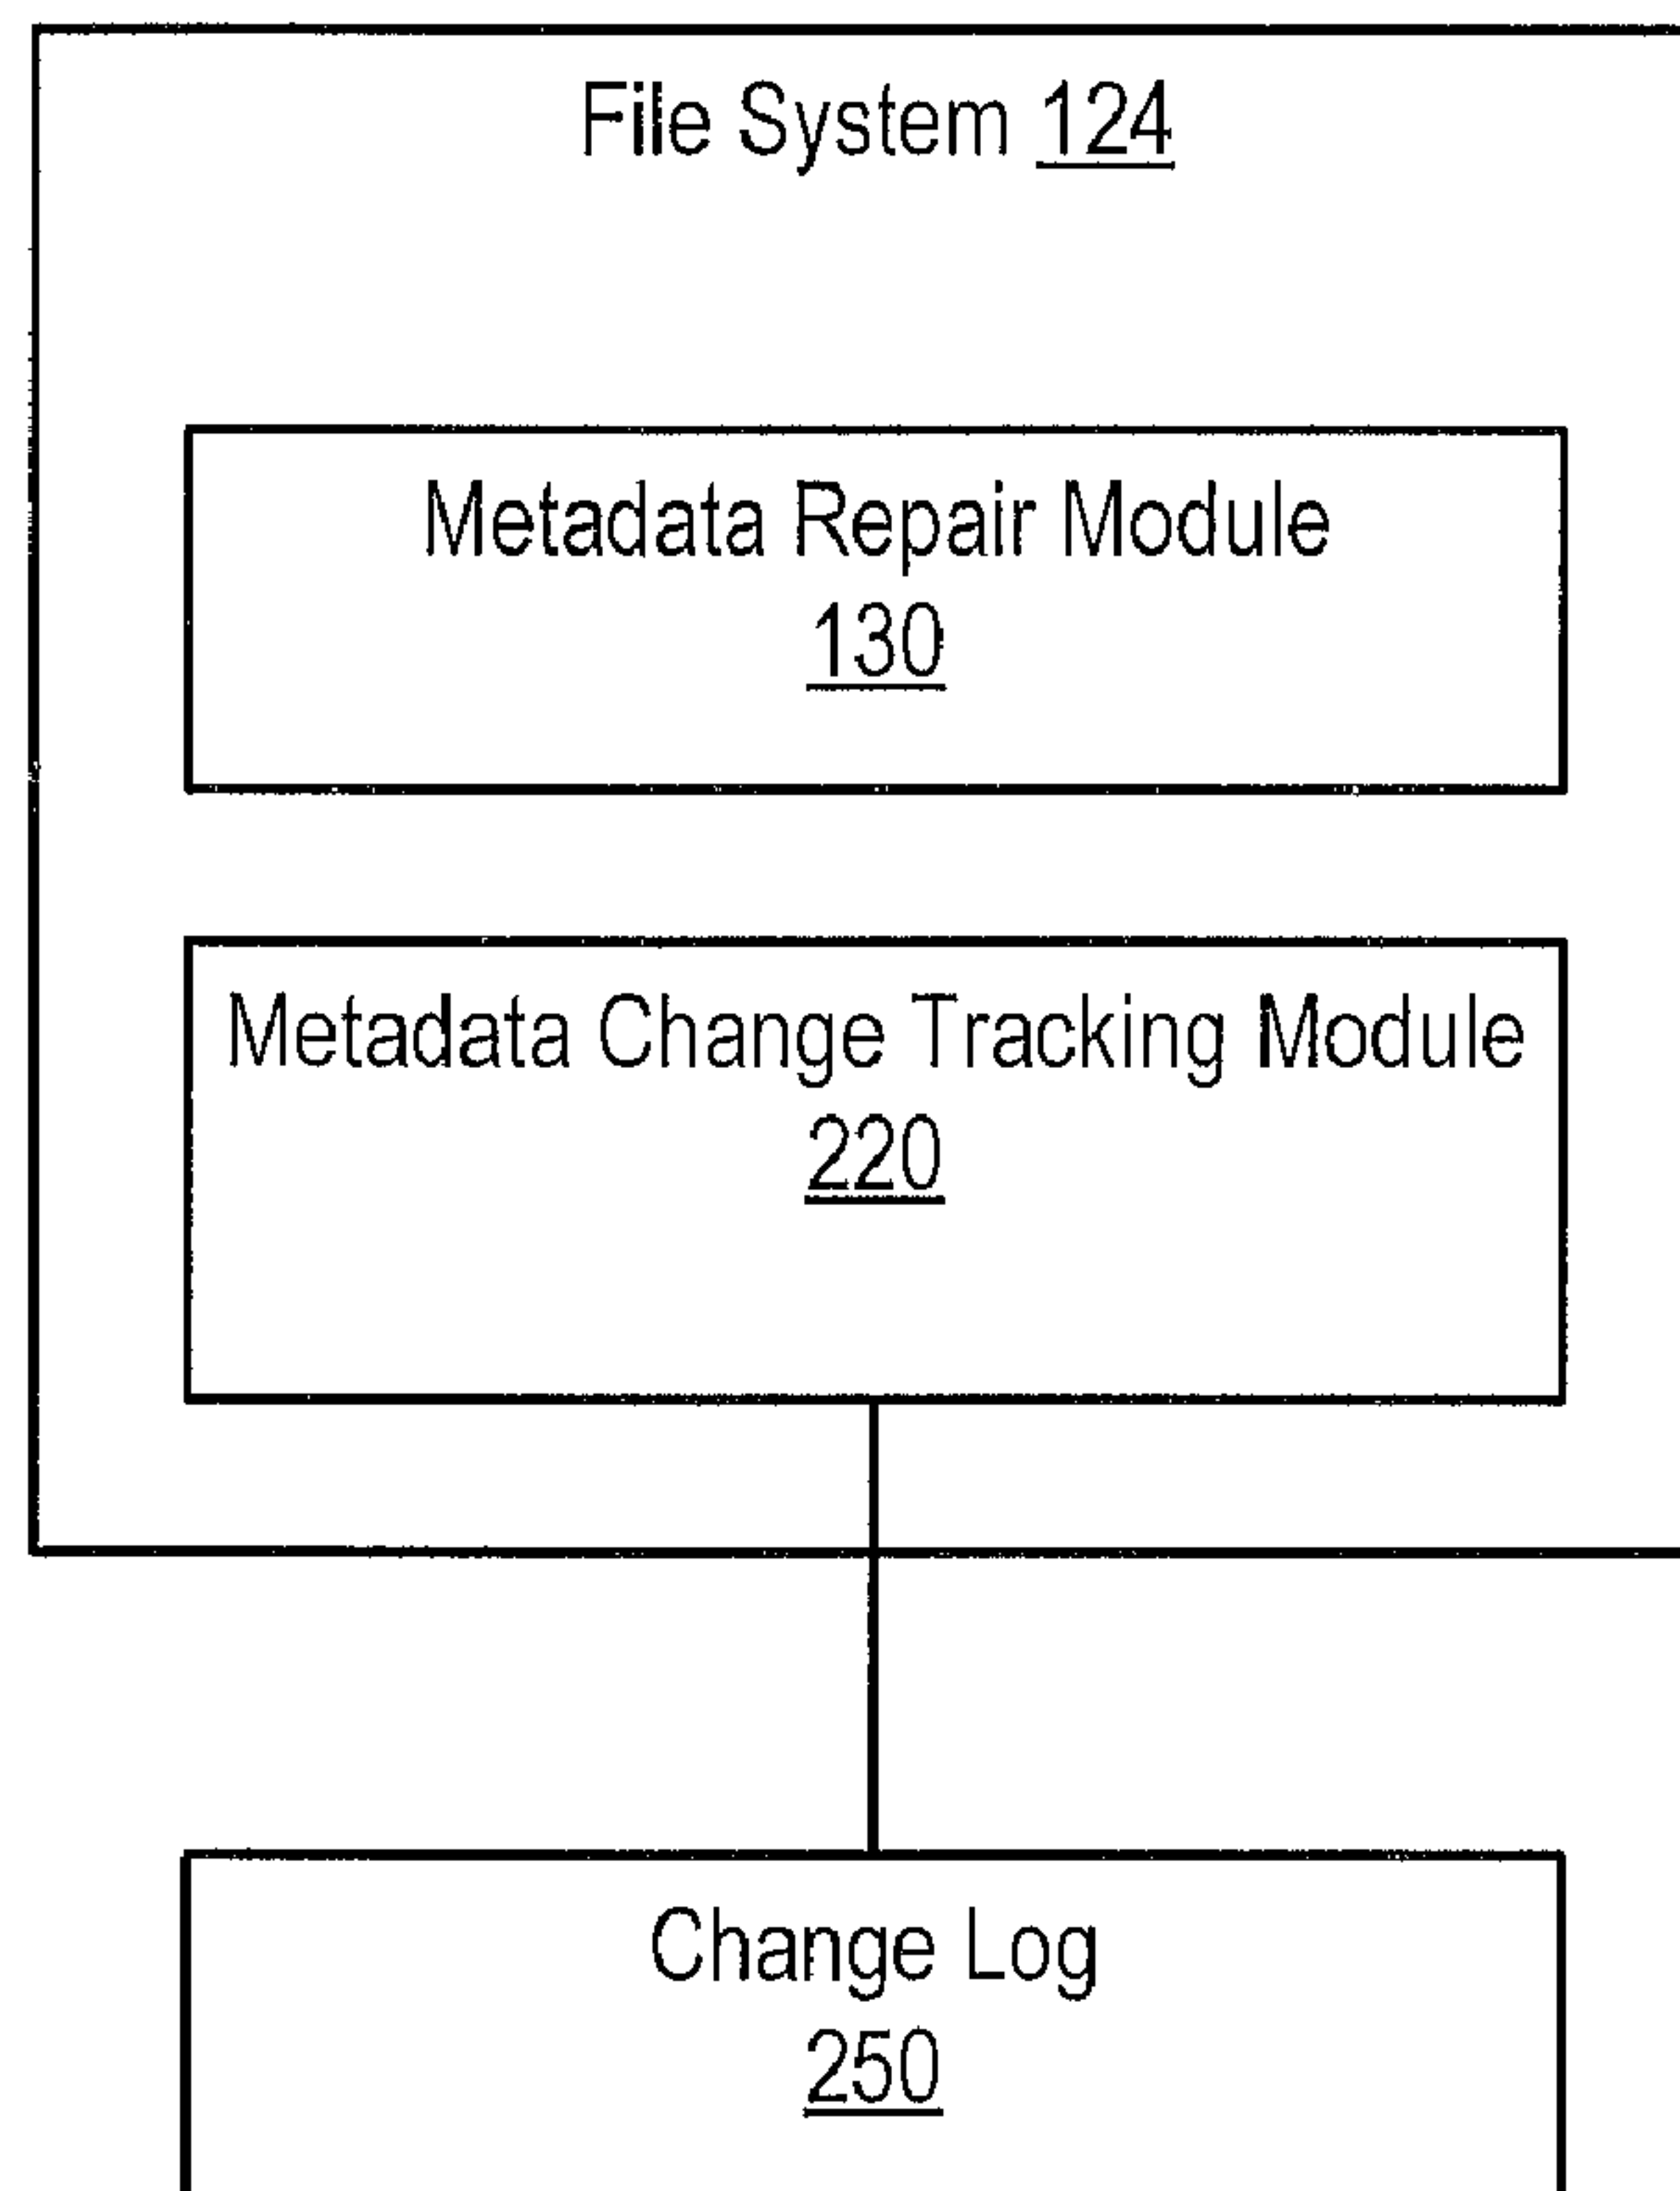 File System 124
Metadata Repair Module
130
Metadata Change Tracking Module
220
Change Log
250